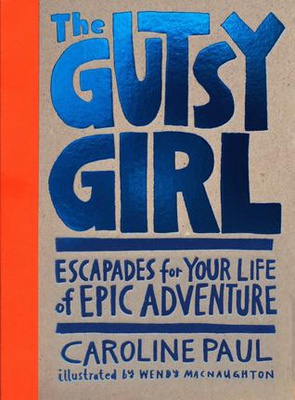 The
GUTSY
GIRL
ESCAPADES for YOUR LIFE
of EPIC ADVENTURE
CAROLINE PAUL
illustrated by WENDY MACNAUGHTON